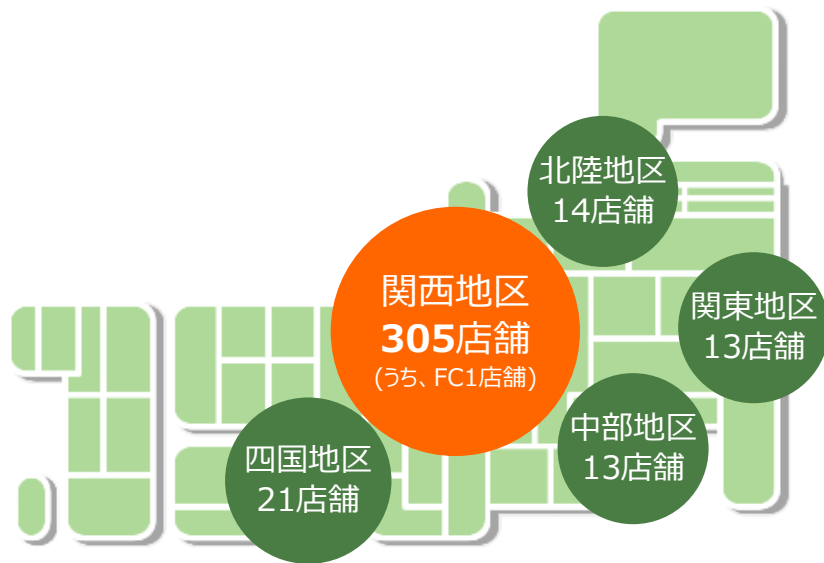 北陸地区
14店舗
関西地区
305店舗
(うち、FC1店舗)
関東地区
13店舗
中部地区
13店舗
四国地区
21店舗